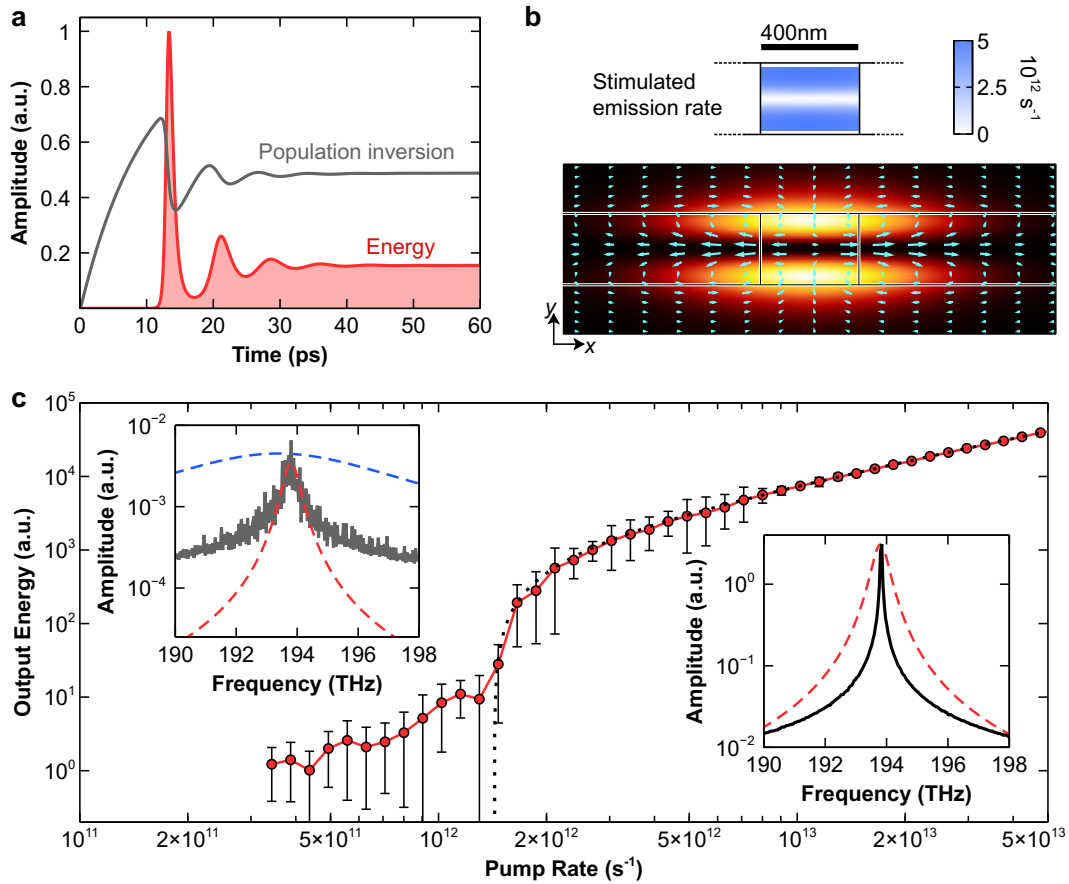 a
Amplitude (a.u.)
1
0.8
0.6
0.4
0.2
Population inversion
Energy
0 10 20 30 40 50 60
Time (ps)
b
400nm
Stimulated
emission rate
5
2.5
0
10¹² s⁻¹
y
x
c
Output Energy (a.u.)
10⁵
10⁴
10³
10²
10¹
10⁰
10¹¹ 2×10¹¹ 5×10¹¹ 10¹² 2×10¹² 5×10¹² 10¹³ 2×10¹³ 5×10¹³
Pump Rate (s⁻¹)
Amplitude (a.u.)
10⁻²
10⁻³
10⁻⁴
190 192 194 196 198
Frequency (THz)
Amplitude (a.u.)
10⁰
10⁻¹
10⁻²
190 192 194 196 198
Frequency (THz)